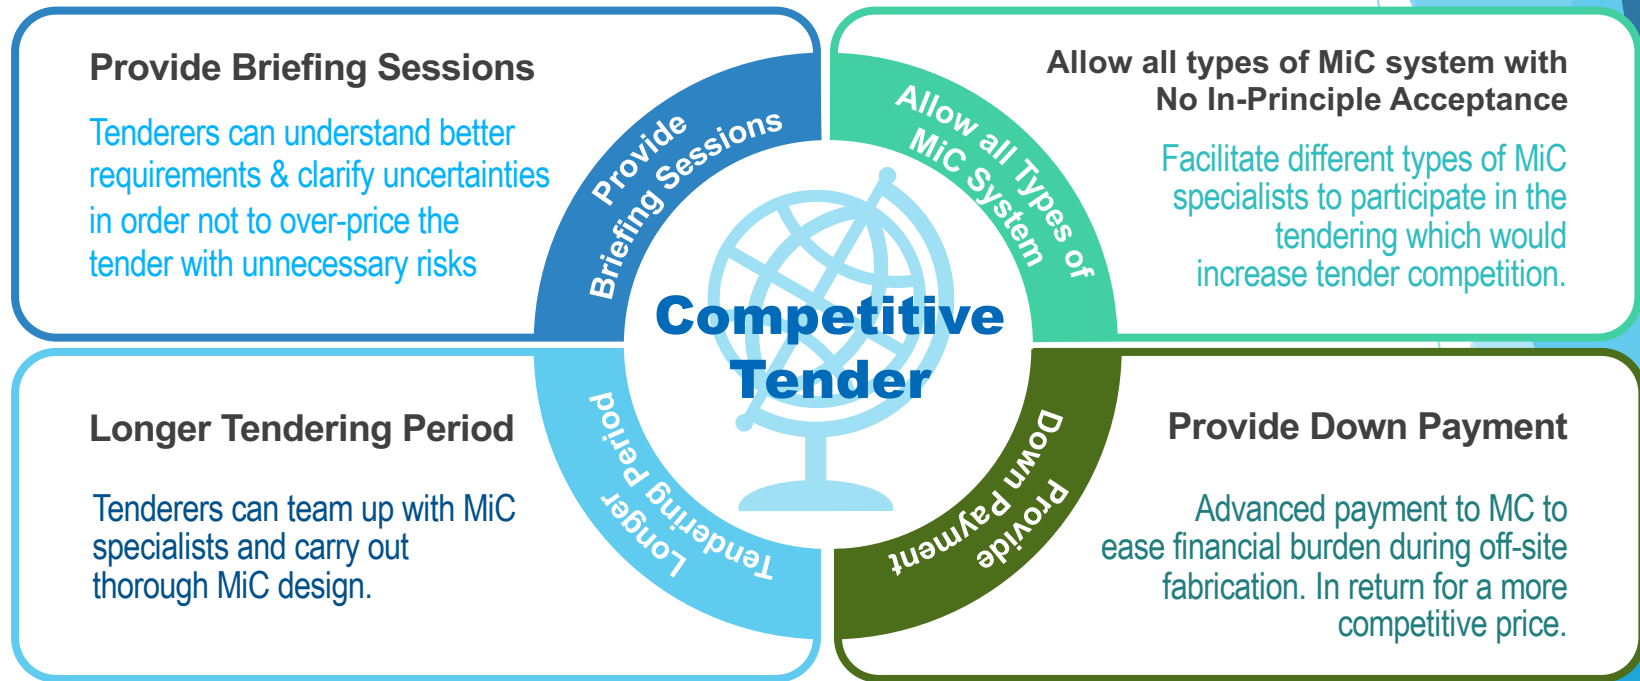 Provide Briefing Sessions
Tenderers can understand better
requirements & clarify uncertainties
in order not to over-price the
tender with unnecessary risks
Allow all types of MiC system with
No In-Principle Acceptance
Facilitate different types of MiC
specialists to participate in the
tendering which would
increase tender competition.
Provide
Briefing Sessions
Allow all Types of
MiC System
Competitive
Tender
Longer
Tendering Period
Provide
Down Payment
Longer Tendering Period
Tenderers can team up with MiC
specialists and carry out
thorough MiC design.
Provide Down Payment
Advanced payment to MC to
ease financial burden during off-site
fabrication. In return for a more
competitive price.